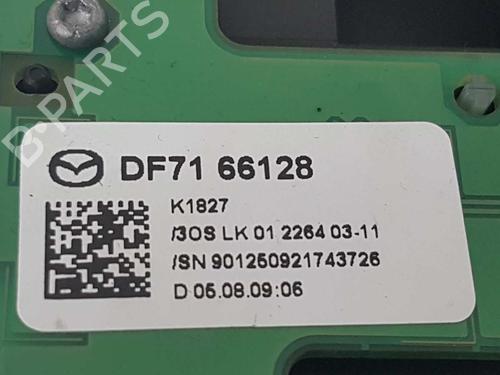 B-PARTS
DF71 66128
K1827
/3OS LK 01 2264 03-11
/SN 901250921743726
D 05.08.09:06